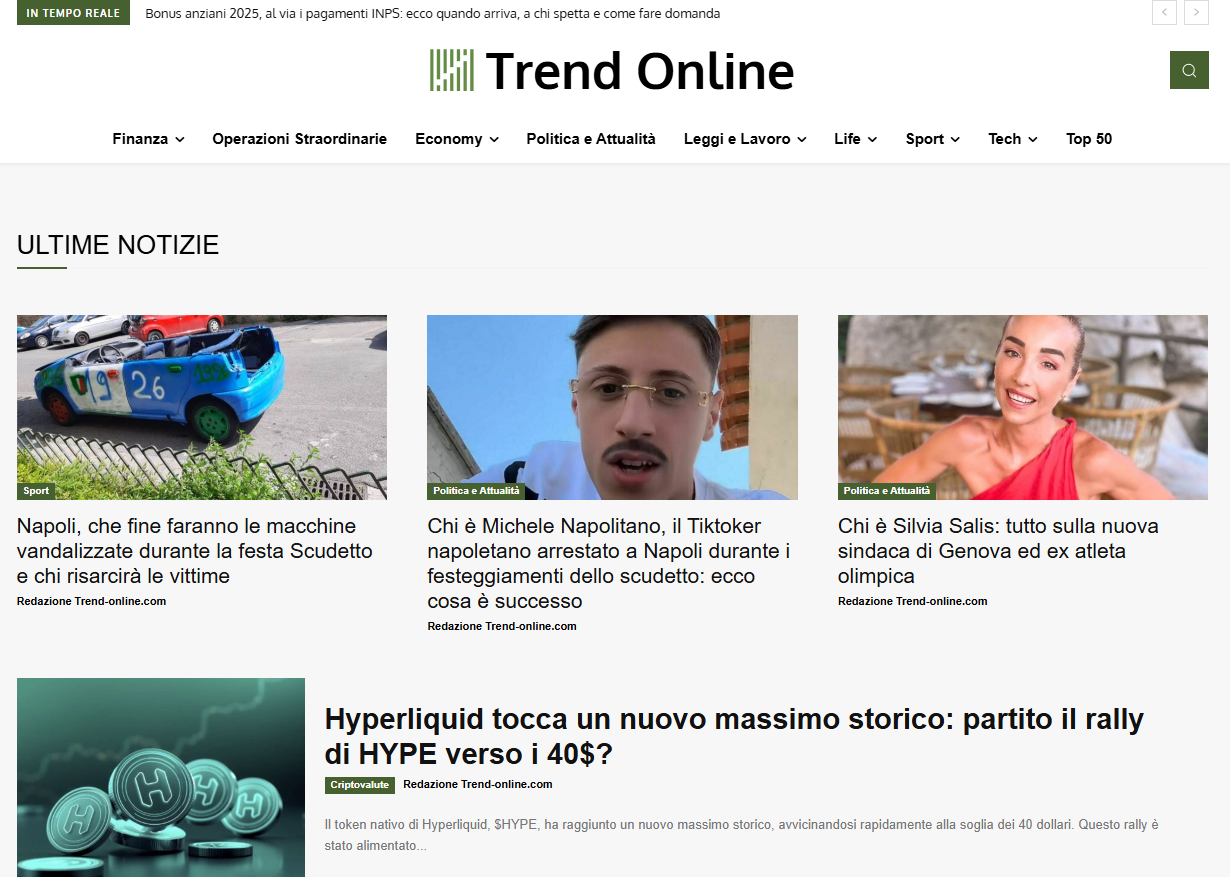 IN TEMPO REALE Bonus anziani 2025, al via i pagamenti INPS: ecco quando arriva, a chi spetta e come fare domanda
Trend Online
Finanza Operazioni Straordinarie Economy Politica e Attualità Leggi e Lavoro Life Sport Tech Top 50
ULTIME NOTIZIE
19 26
Sport
Napoli, che fine faranno le macchine
vandalizzate durante la festa Scudetto
e chi risarcirà le vittime
Redazione Trend-online.com
Politica e Attualità
Chi è Michele Napolitano, il Tiktoker
napoletano arrestato a Napoli durante i
festeggiamenti dello scudetto: ecco
cosa è successo
Redazione Trend-online.com
Politica e Attualità
Chi è Silvia Salis: tutto sulla nuova
sindaca di Genova ed ex atleta
olimpica
Redazione Trend-online.com
Hyperliquid tocca un nuovo massimo storico: partito il rally
di HYPE verso i 40$?
Criptovalute Redazione Trend-online.com
Il token nativo di Hyperliquid, $HYPE, ha raggiunto un nuovo massimo storico, avvicinandosi rapidamente alla soglia dei 40 dollari. Questo rally è
stato alimentato...